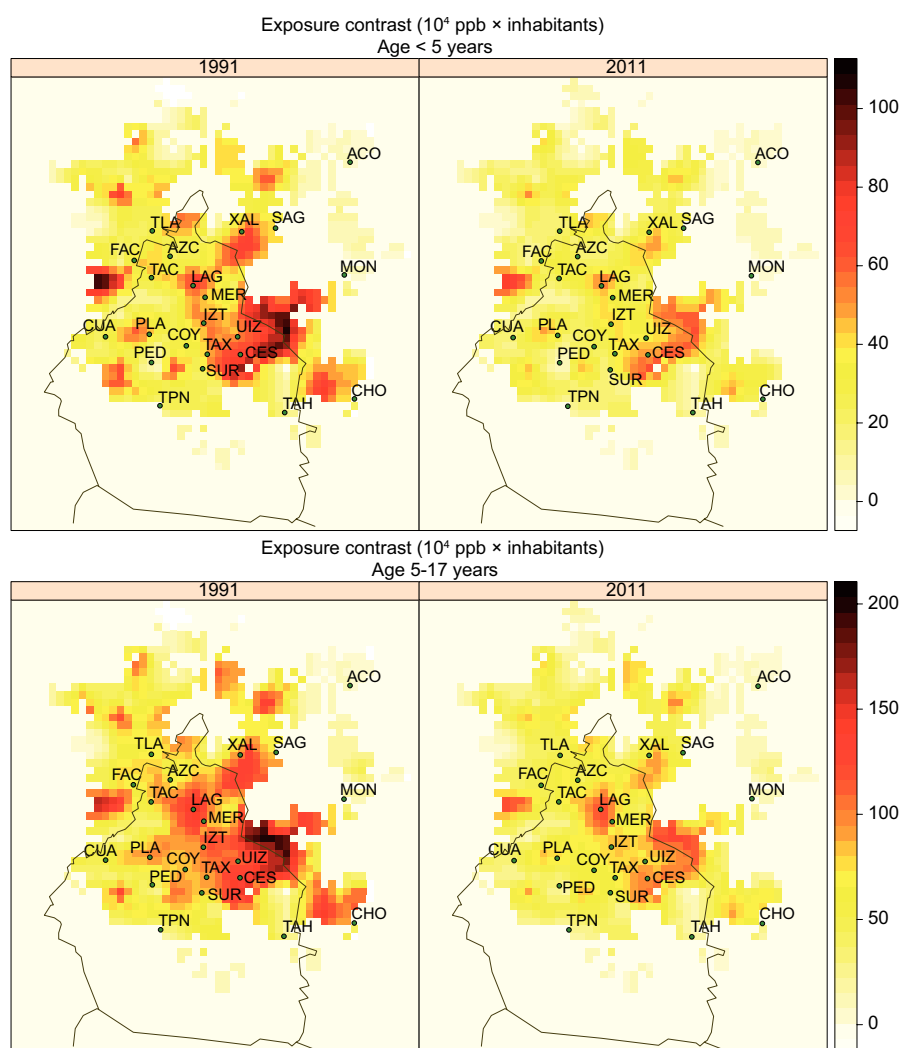 Exposure contrast (10⁴ ppb × inhabitants)
Age < 5 years
1991 2011
ACO ACO
100
80
TLA XAL SAG TLA XAL SAG
FAC AZC FAC AZC
TAC LAG MON TAC LAG MON
60
MER MER
CUA PLA COY IZT UIZ CUA PLA COY IZT UIZ
40
PED TAX CES PED TAX CES
SUR SUR
CHO CHO
TPN TAH TPN TAH
20
0
Exposure contrast (10⁴ ppb × inhabitants)
Age 5-17 years
1991 2011
200
ACO ACO
150
TLA XAL SAG TLA XAL SAG
FAC AZC FAC AZC
TAC LAG MON TAC LAG MON
MER MER
100
CUA PLA COY IZT UIZ CUA PLA COY IZT UIZ
PED TAX CES PED TAX CES
SUR SUR
CHO CHO
TPN TAH TPN TAH
50
0